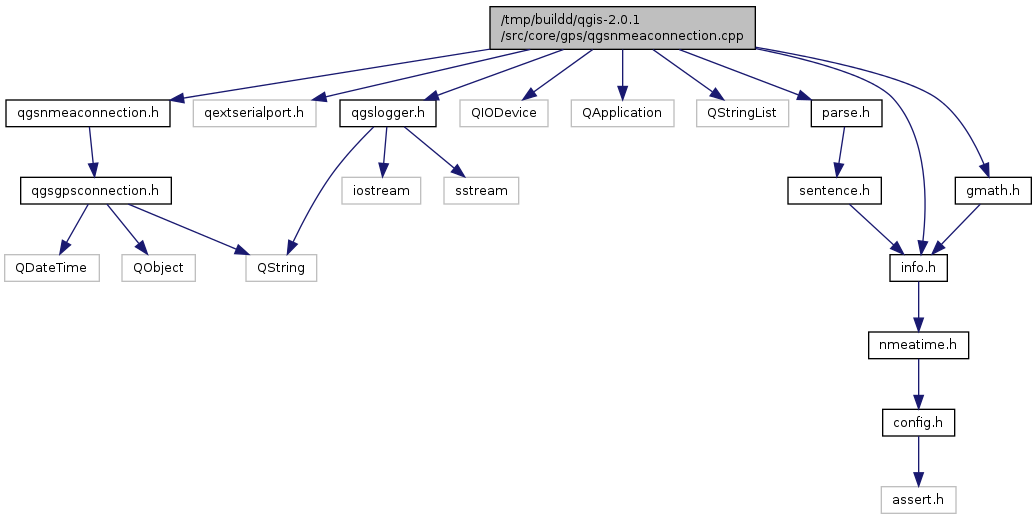 /tmp/buildd/qgis-2.0.1
/src/core/gps/qgsnmeaconnection.cpp
qgsnmeaconnection.h
qextserialport.h
qgslogger.h
QIODevice
QApplication
QStringList
parse.h
qgsgpsconnection.h
iostream
sstream
sentence.h
gmath.h
QDateTime
QObject
QString
info.h
nmeatime.h
config.h
assert.h